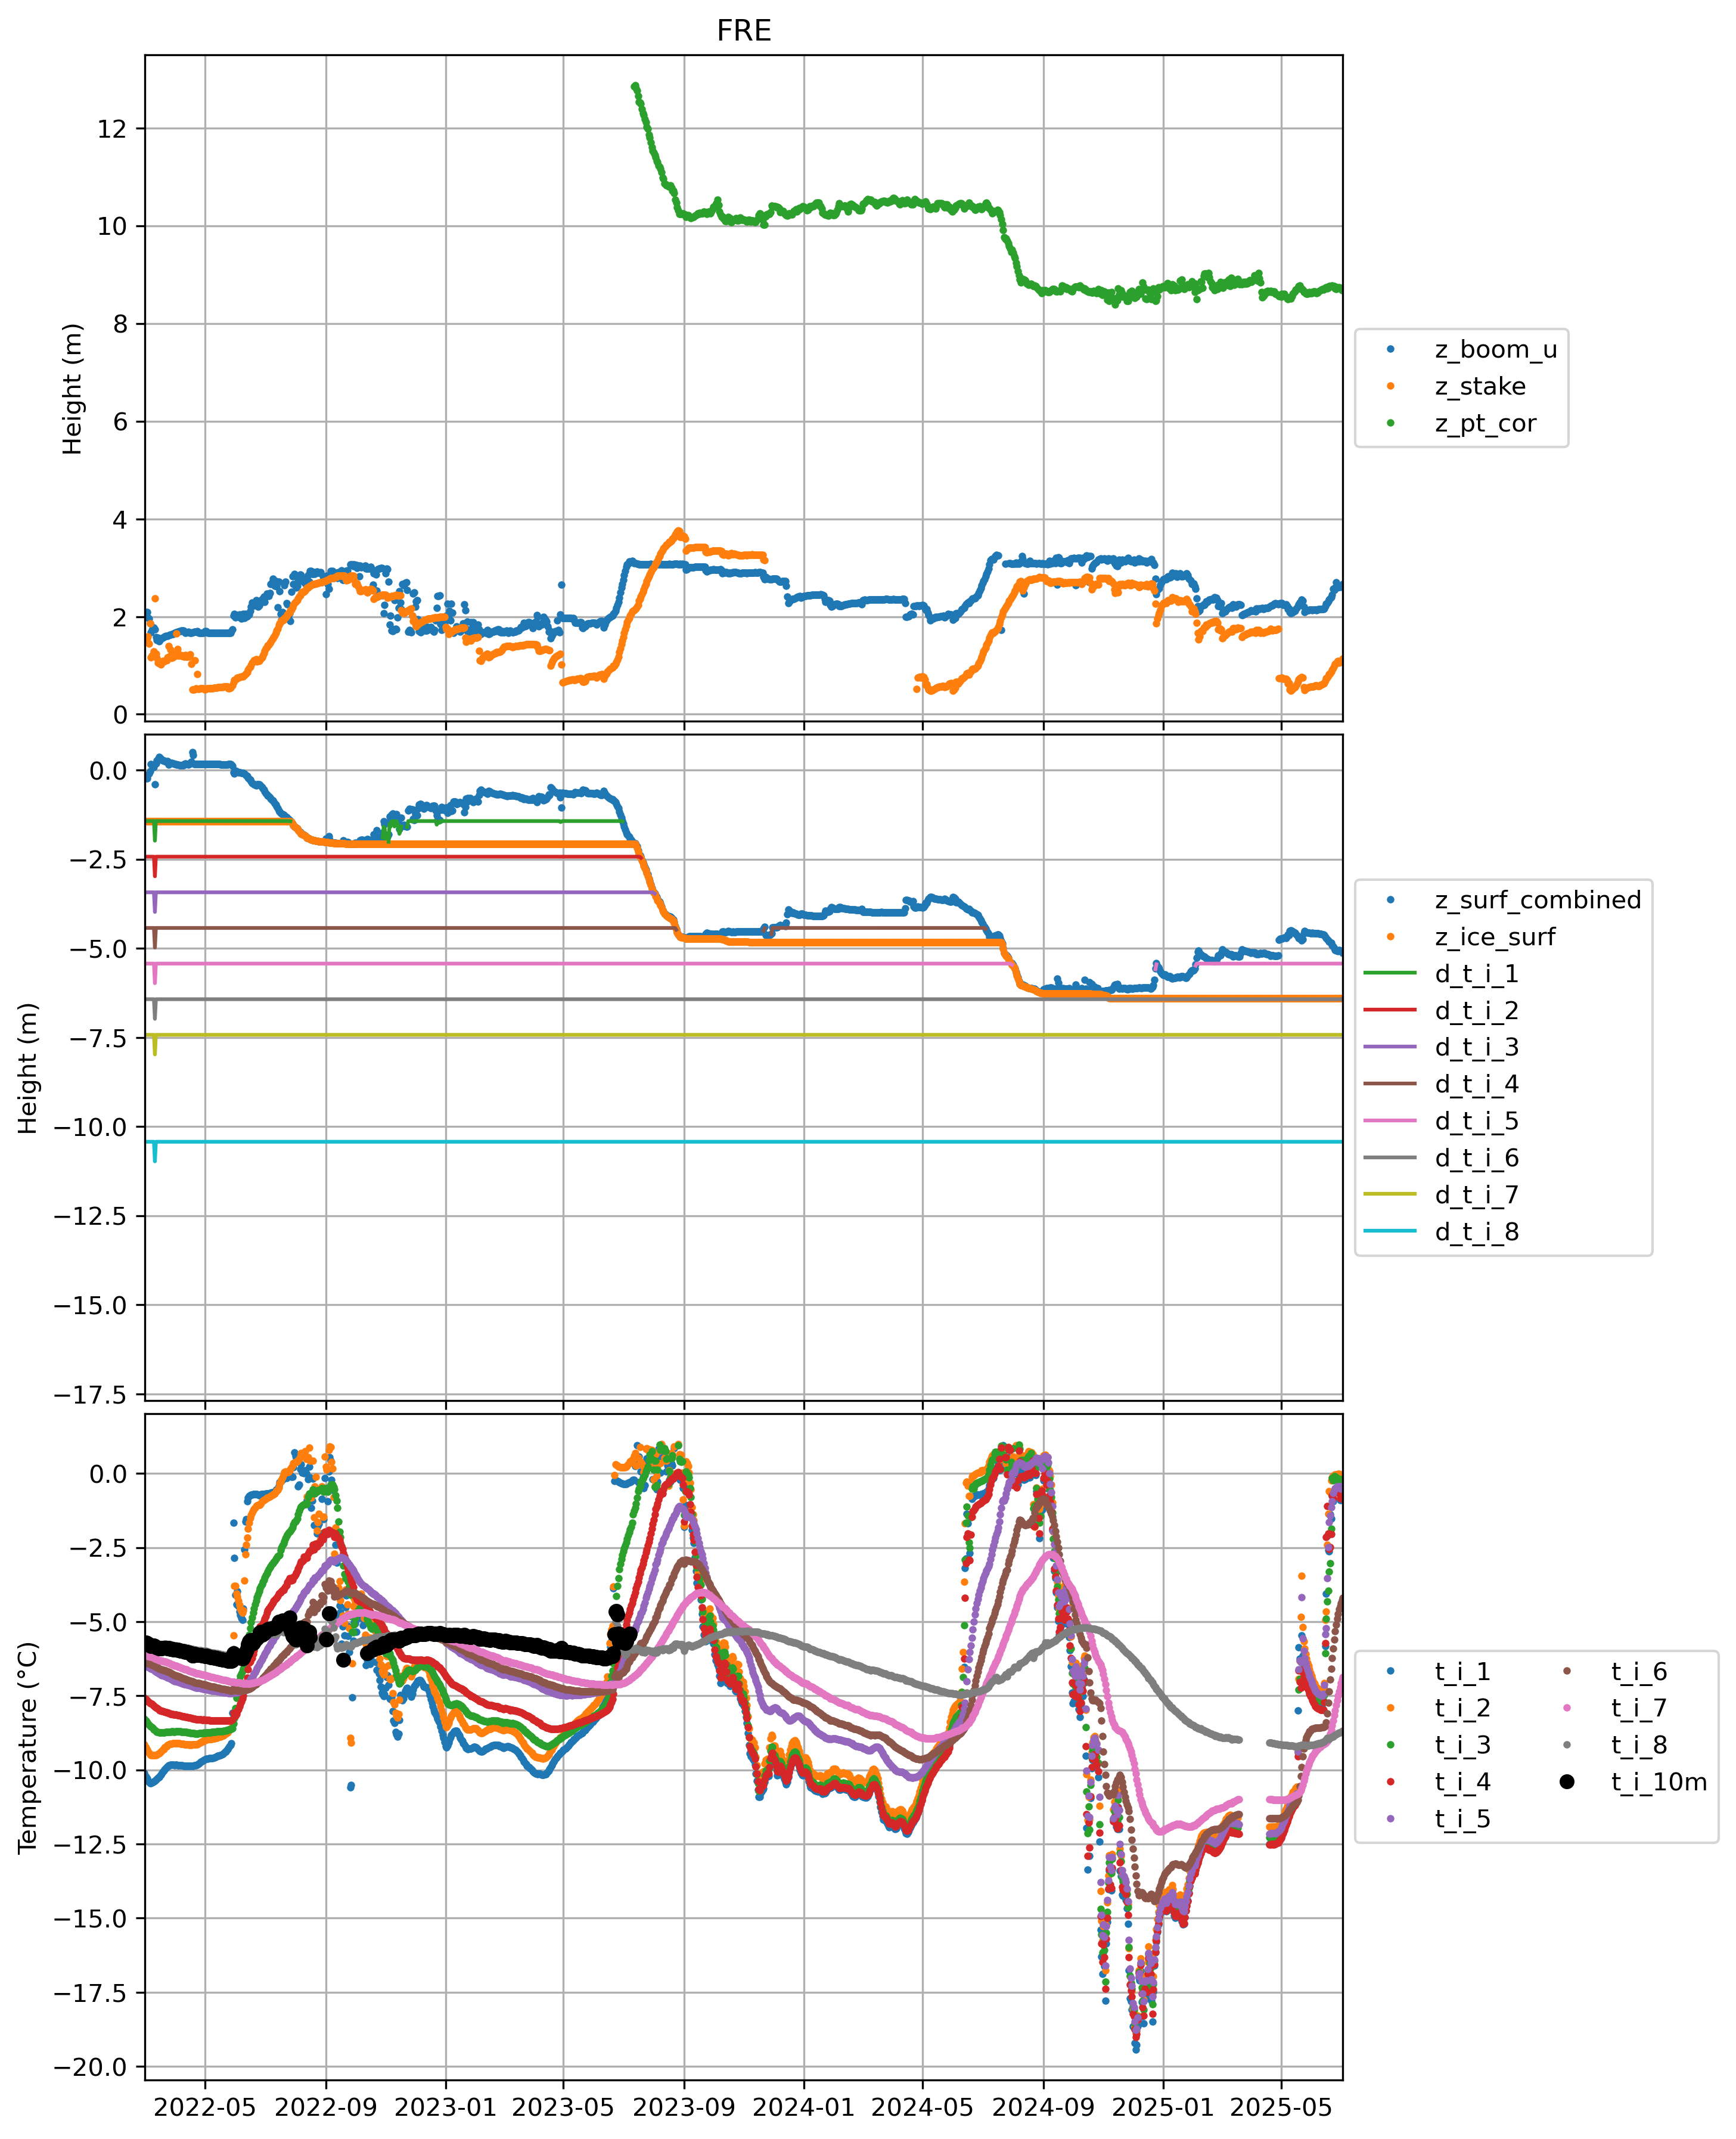 FRE
12
10
8
6
4
2
0
Height (m)
z_boom_u
z_stake
z_pt_cor
0.0
−2.5
−5.0
−7.5
−10.0
−12.5
−15.0
−17.5
Height (m)
z_surf_combined
z_ice_surf
d_t_i_1
d_t_i_2
d_t_i_3
d_t_i_4
d_t_i_5
d_t_i_6
d_t_i_7
d_t_i_8
0.0
−2.5
−5.0
−7.5
−10.0
−12.5
−15.0
−17.5
−20.0
Temperature (°C)
t_i_1 t_i_6
t_i_2 t_i_7
t_i_3 t_i_8
t_i_4 t_i_10m
t_i_5
2022-05 2022-09 2023-01 2023-05 2023-09 2024-01 2024-05 2024-09 2025-01 2025-05